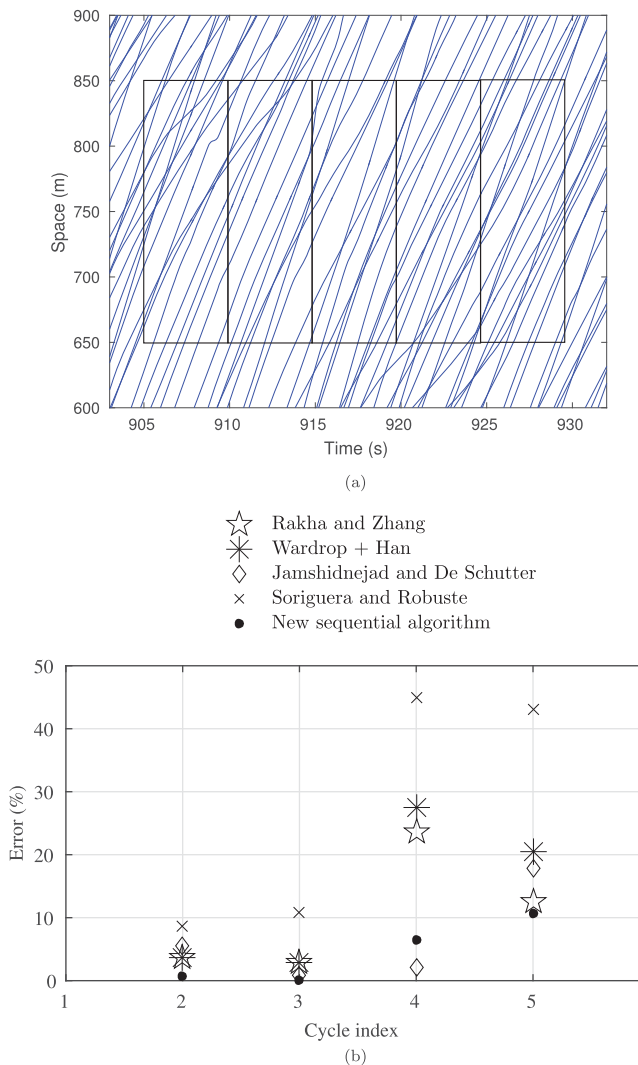 900
850
800
750
700
650
600
Space (m)
905 910 915 920 925 930
Time (s)
(a)
Rakha and Zhang
Wardrop + Han
Jamshidnejad and De Schutter
Soriguera and Robuste
New sequential algorithm
50
40
30
20
10
0
Error (%)
1 2 3 4 5
Cycle index
(b)